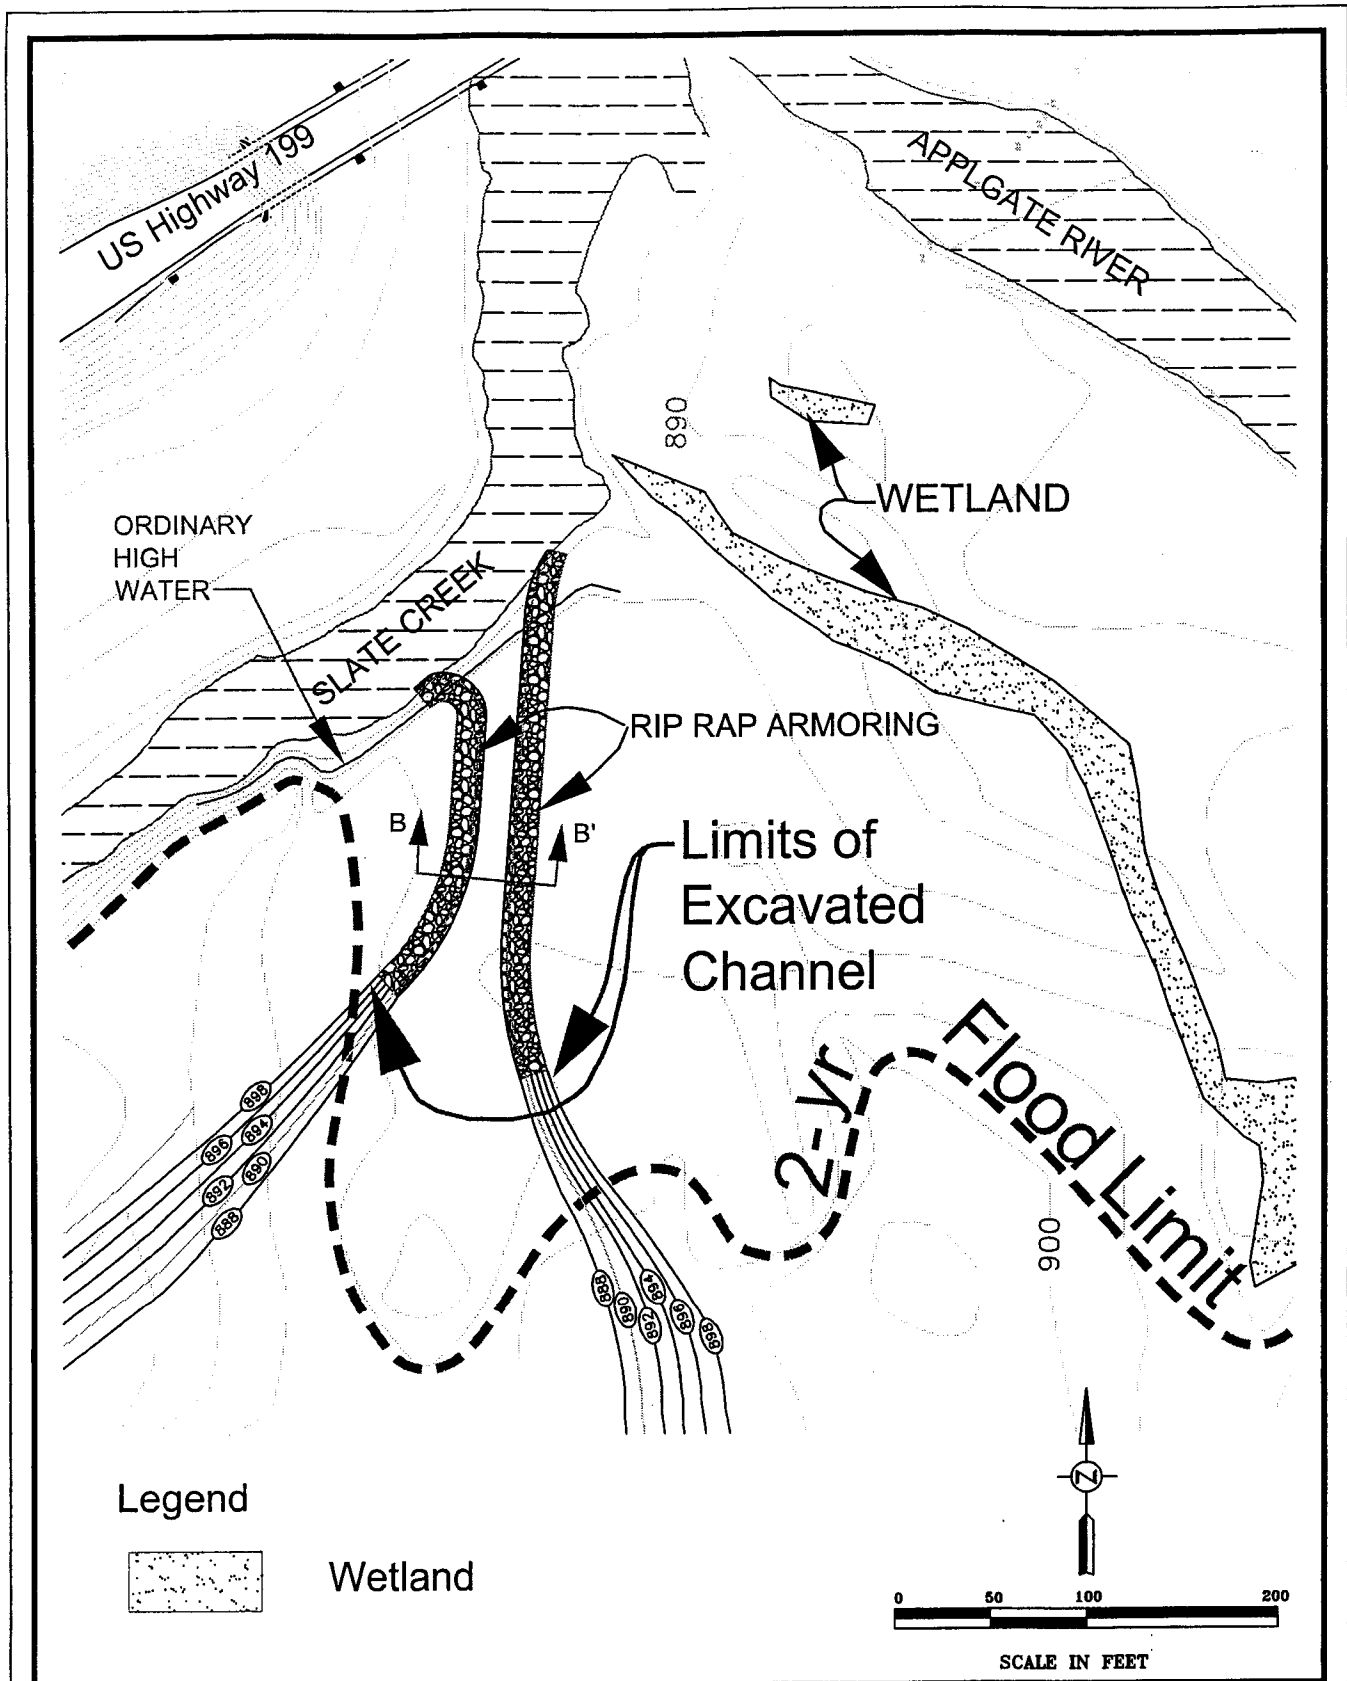 US Highway 199
APPLGATE RIVER
890
WETLAND
ORDINARY
HIGH
WATER
SLATE CREEK
RIP RAP ARMORING
B
B'
Limits of
Excavated
Channel
2-yr Flood Limit
898
896
894
892
890
888
888
890
892
894
896
898
900
Legend
Wetland
Z
0 50 100 200
SCALE IN FEET